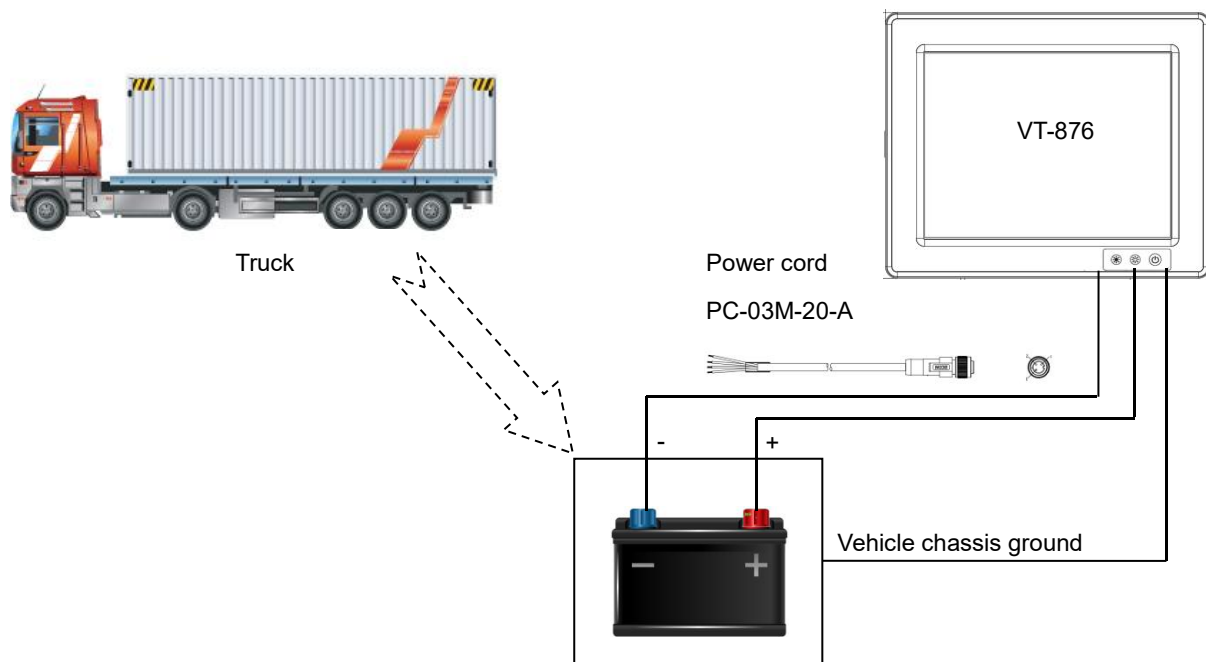 VT-876
Truck
Power cord
PC-03M-20-A
-
+
Vehicle chassis ground